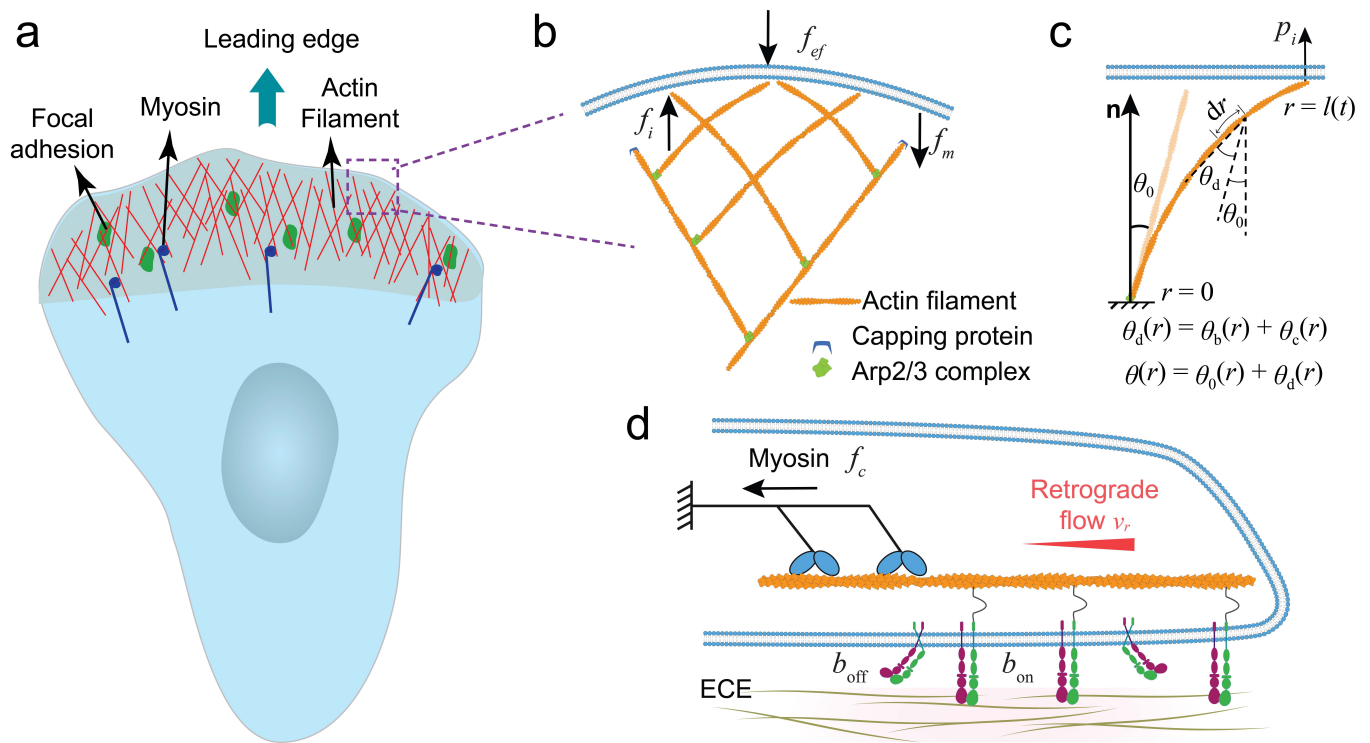 a
Leading edge
Focal
adhesion
Myosin
Actin
Filament
b
f_ef
f_i
f_m
Actin filament
Capping protein
Arp2/3 complex
c
p_i
n
r = l(t)
dr
θ_0
θ_d
θ_0
r = 0
θ_d(r) = θ_b(r) + θ_c(r)
θ(r) = θ_0(r) + θ_d(r)
d
Myosin f_c
Retrograde
flow v_r
b_off
b_on
ECE